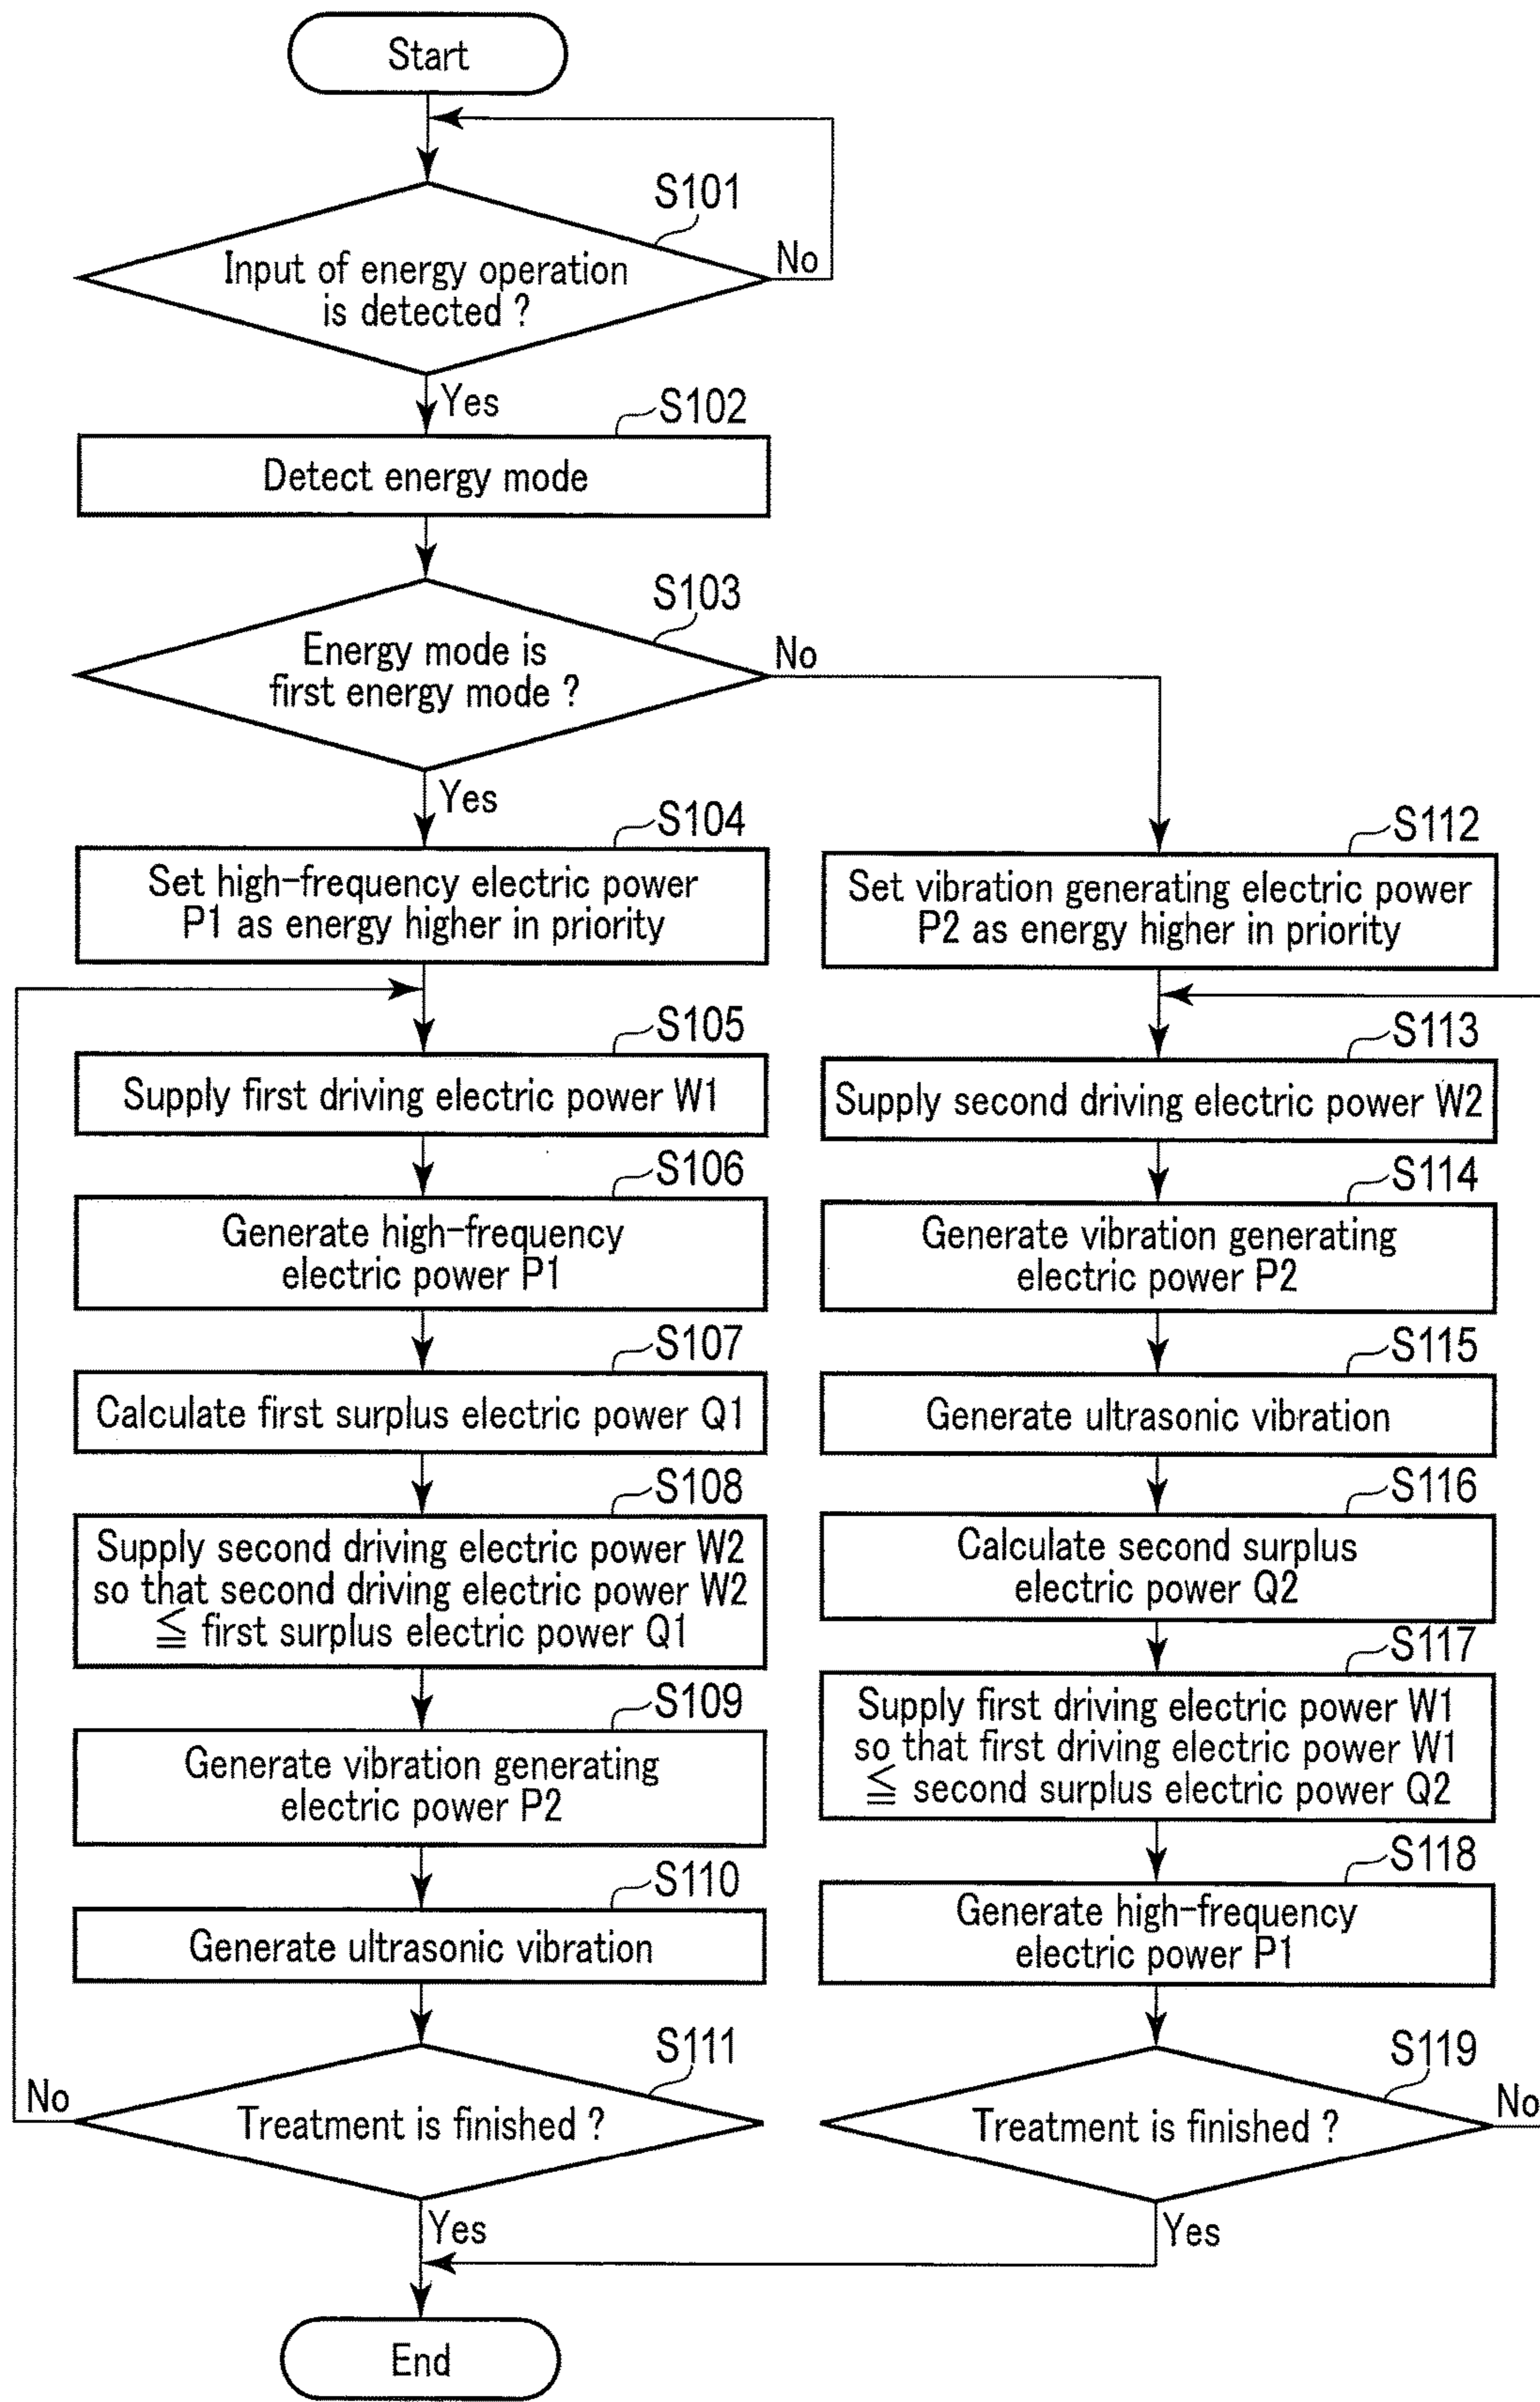 Start
S101
Input of energy operation
is detected ?
No
Yes
S102
Detect energy mode
S103
Energy mode is
first energy mode ?
No
Yes
S104
Set high-frequency electric power
P1 as energy higher in priority
S105
Supply first driving electric power W1
S106
Generate high-frequency
electric power P1
S107
Calculate first surplus electric power Q1
S108
Supply second driving electric power W2
so that second driving electric power W2
≦ first surplus electric power Q1
S109
Generate vibration generating
electric power P2
S110
Generate ultrasonic vibration
S111
Treatment is finished ?
No
Yes
S112
Set vibration generating electric power
P2 as energy higher in priority
S113
Supply second driving electric power W2
S114
Generate vibration generating
electric power P2
S115
Generate ultrasonic vibration
S116
Calculate second surplus
electric power Q2
S117
Supply first driving electric power W1
so that first driving electric power W1
≦ second surplus electric power Q2
S118
Generate high-frequency
electric power P1
S119
Treatment is finished ?
No
Yes
End